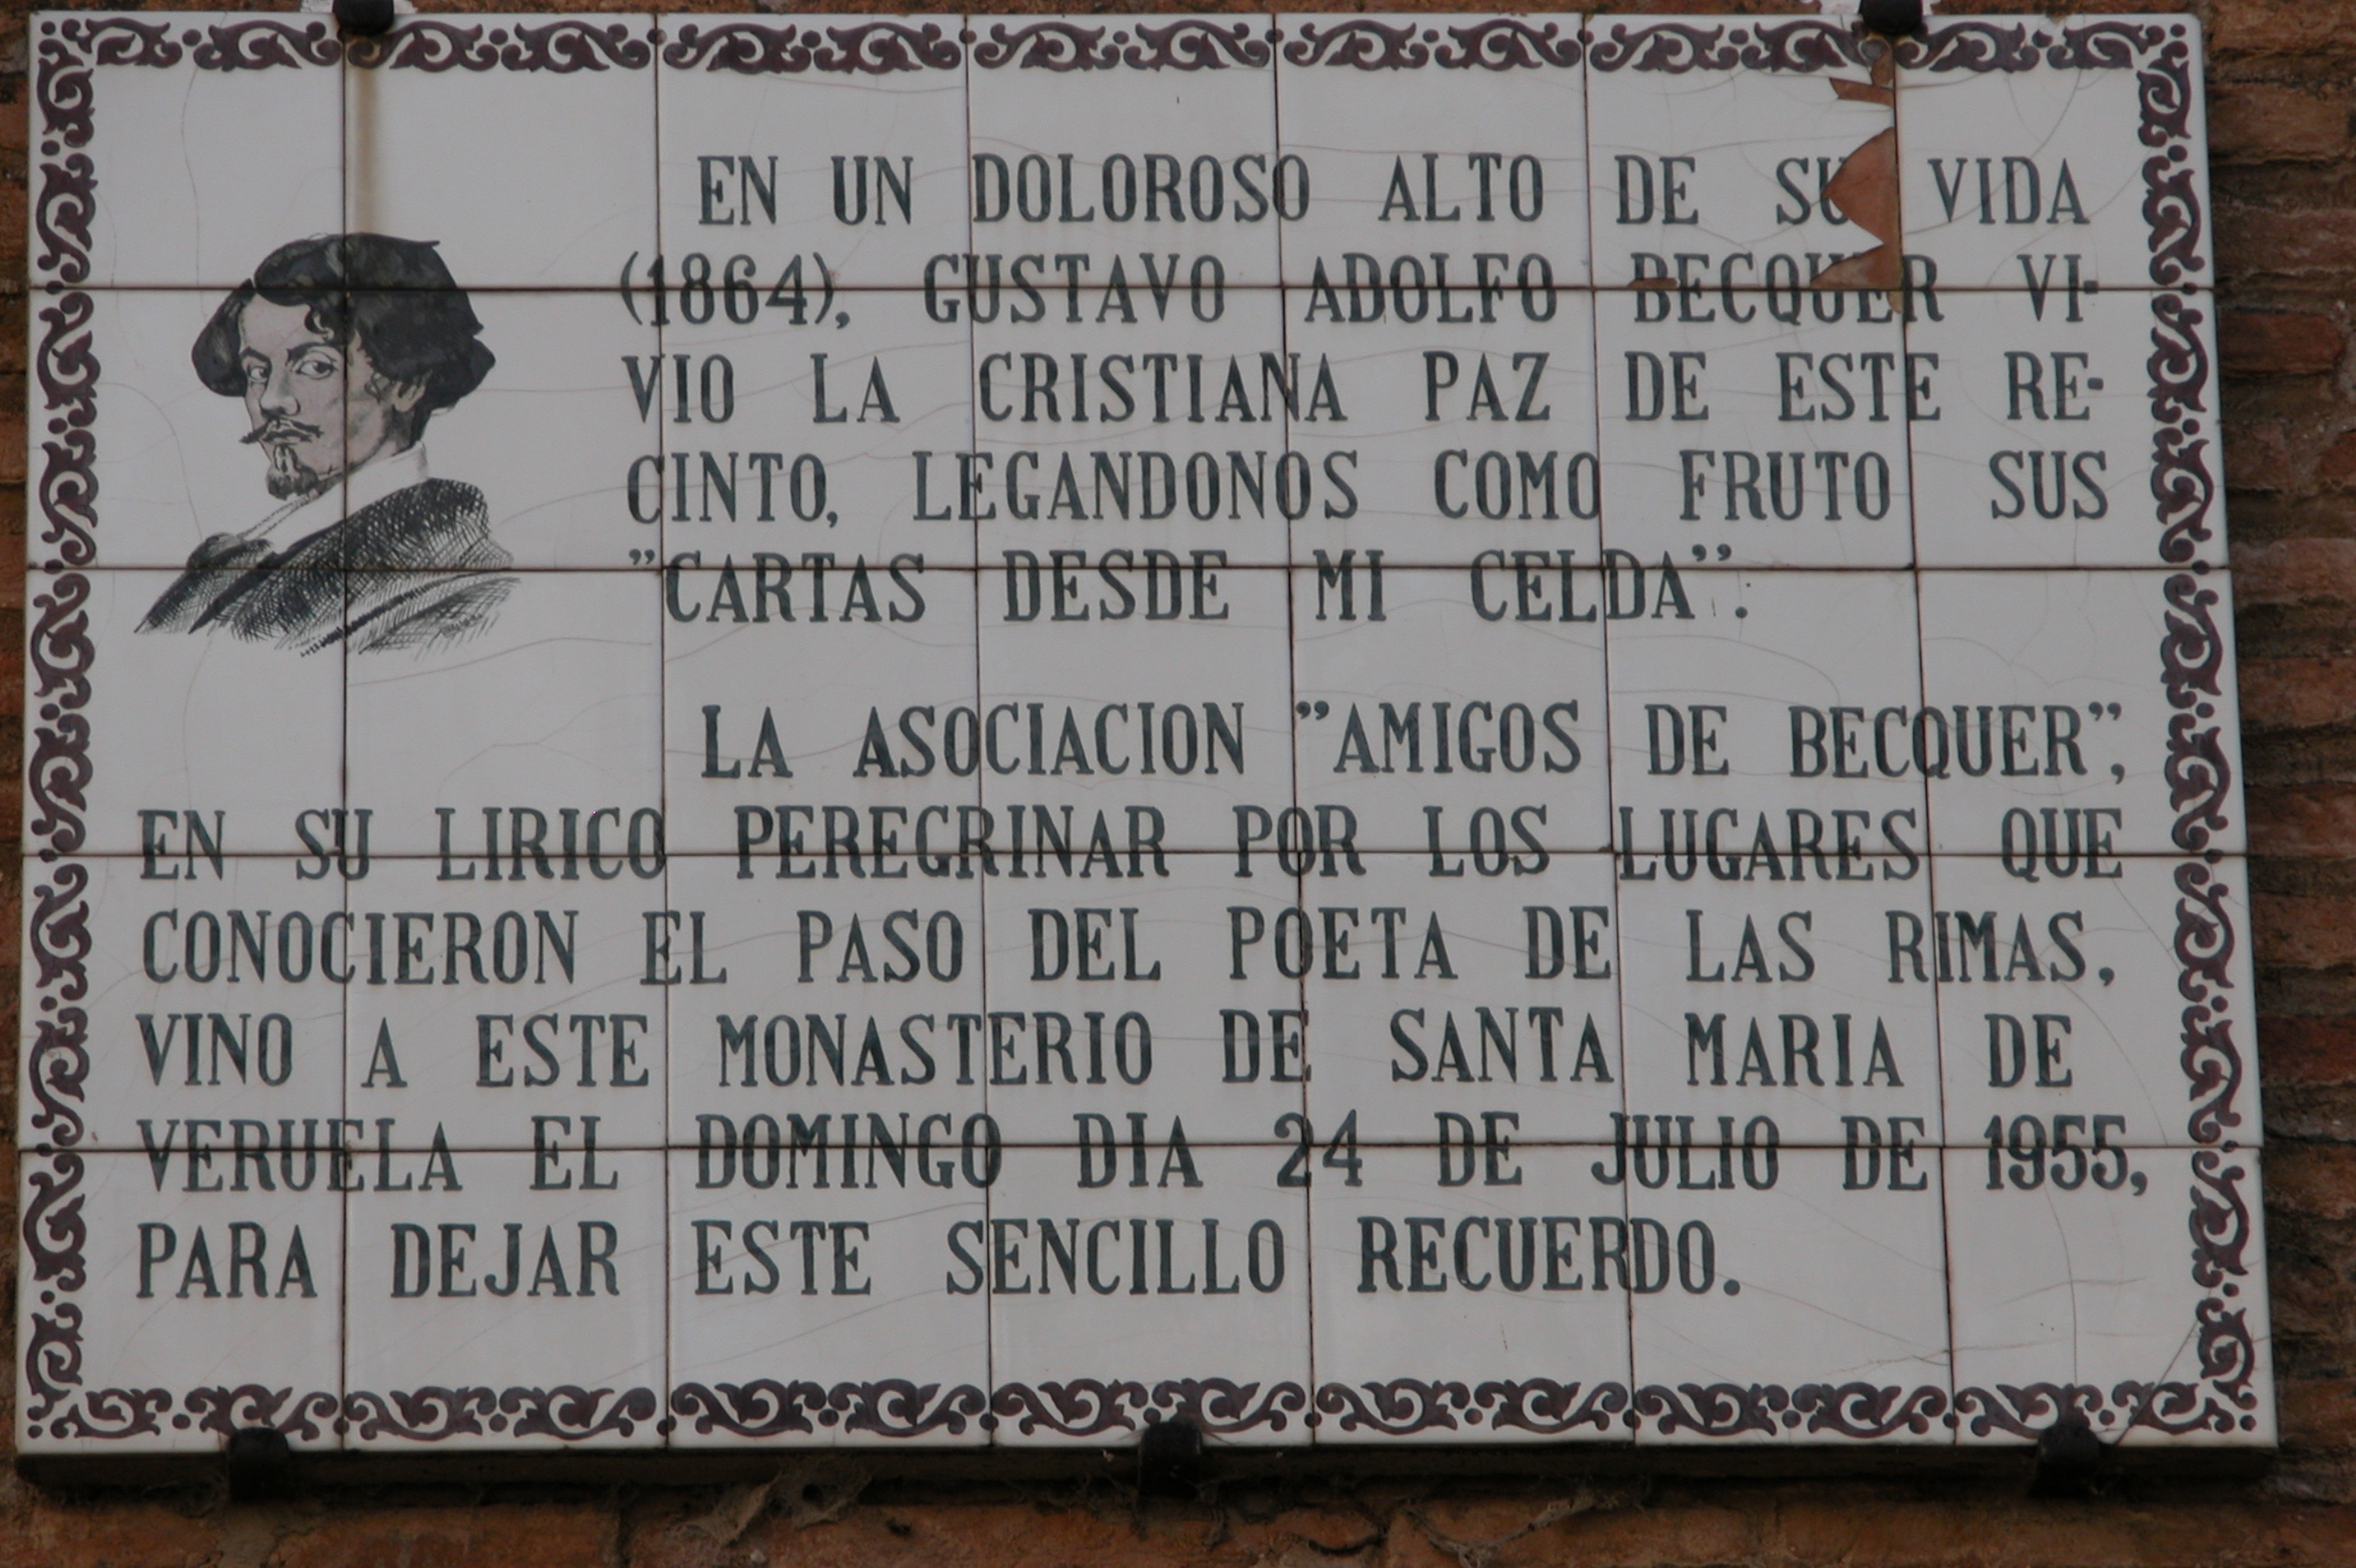 EN UN DOLOROSO ALTO DE SU VIDA
(1864), GUSTAVO ADOLFO BECQUER VI-
VIO LA CRISTIANA PAZ DE ESTE RE-
CINTO, LEGANDONOS COMO FRUTO SUS
"CARTAS DESDE MI CELDA".
LA ASOCIACION "AMIGOS DE BECQUER",
EN SU LIRICO PEREGRINAR POR LOS LUGARES QUE
CONOCIERON EL PASO DEL POETA DE LAS RIMAS,
VINO A ESTE MONASTERIO DE SANTA MARIA DE
VERUELA EL DOMINGO DIA 24 DE JULIO DE 1955,
PARA DEJAR ESTE SENCILLO RECUERDO.